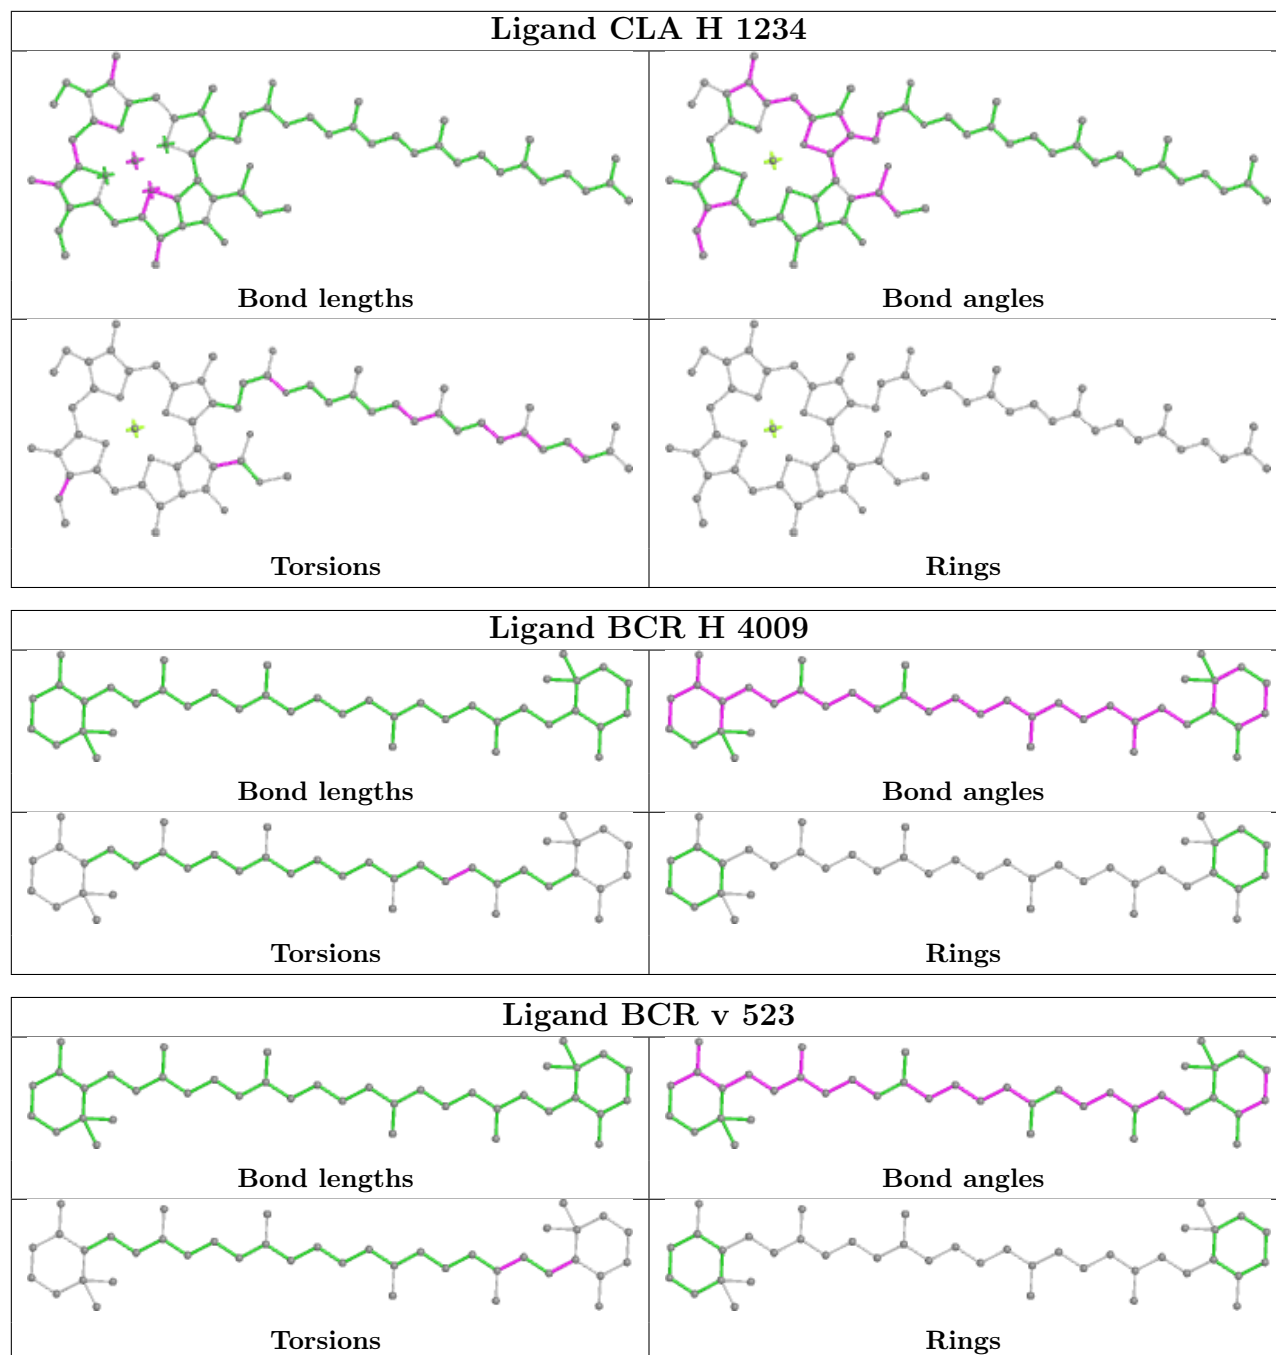 Ligand CLA H 1234
Bond lengths
Bond angles
Torsions
Rings
Ligand BCR H 4009
Bond lengths
Bond angles
Torsions
Rings
Ligand BCR v 523
Bond lengths
Bond angles
Torsions
Rings